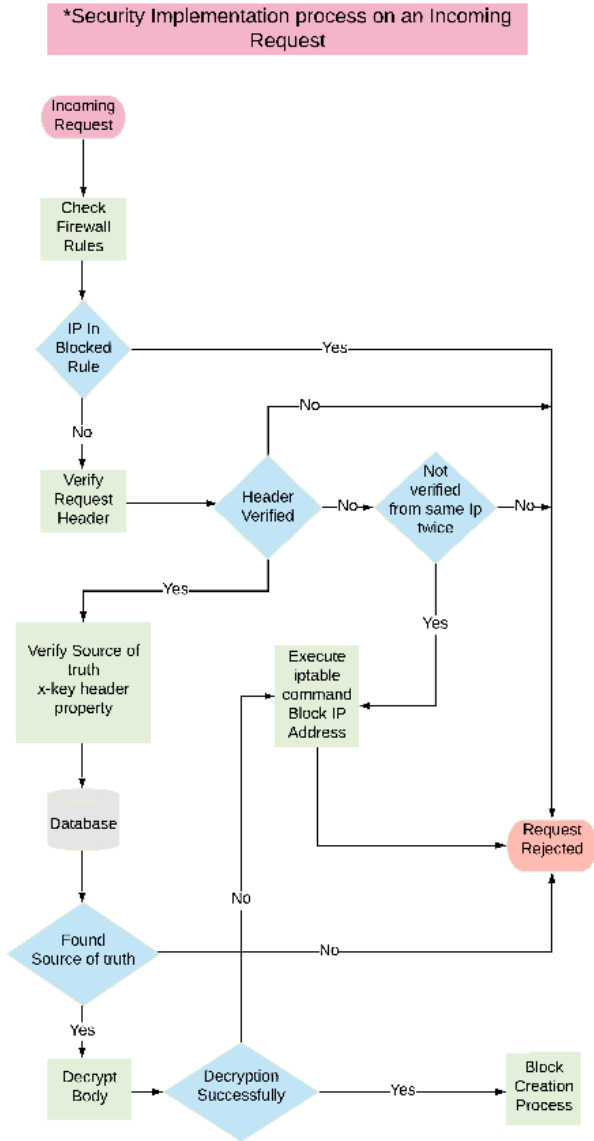 *Security Implementation process on an Incoming
Request
Incoming
Request
Check
Firewall
Rules
IP In
Blocked
Rule
Yes
No
No
Verify
Request
Header
Header
Verified
No
Not
verified
from same Ip
twice
No
Yes
Yes
Verify Source of
truth
x-key header
property
Execute
iptable
command
Block IP
Address
Database
Request
Rejected
No
Found
Source of truth
No
Yes
Decrypt
Body
Decryption
Successfully
Yes
Block
Creation
Process